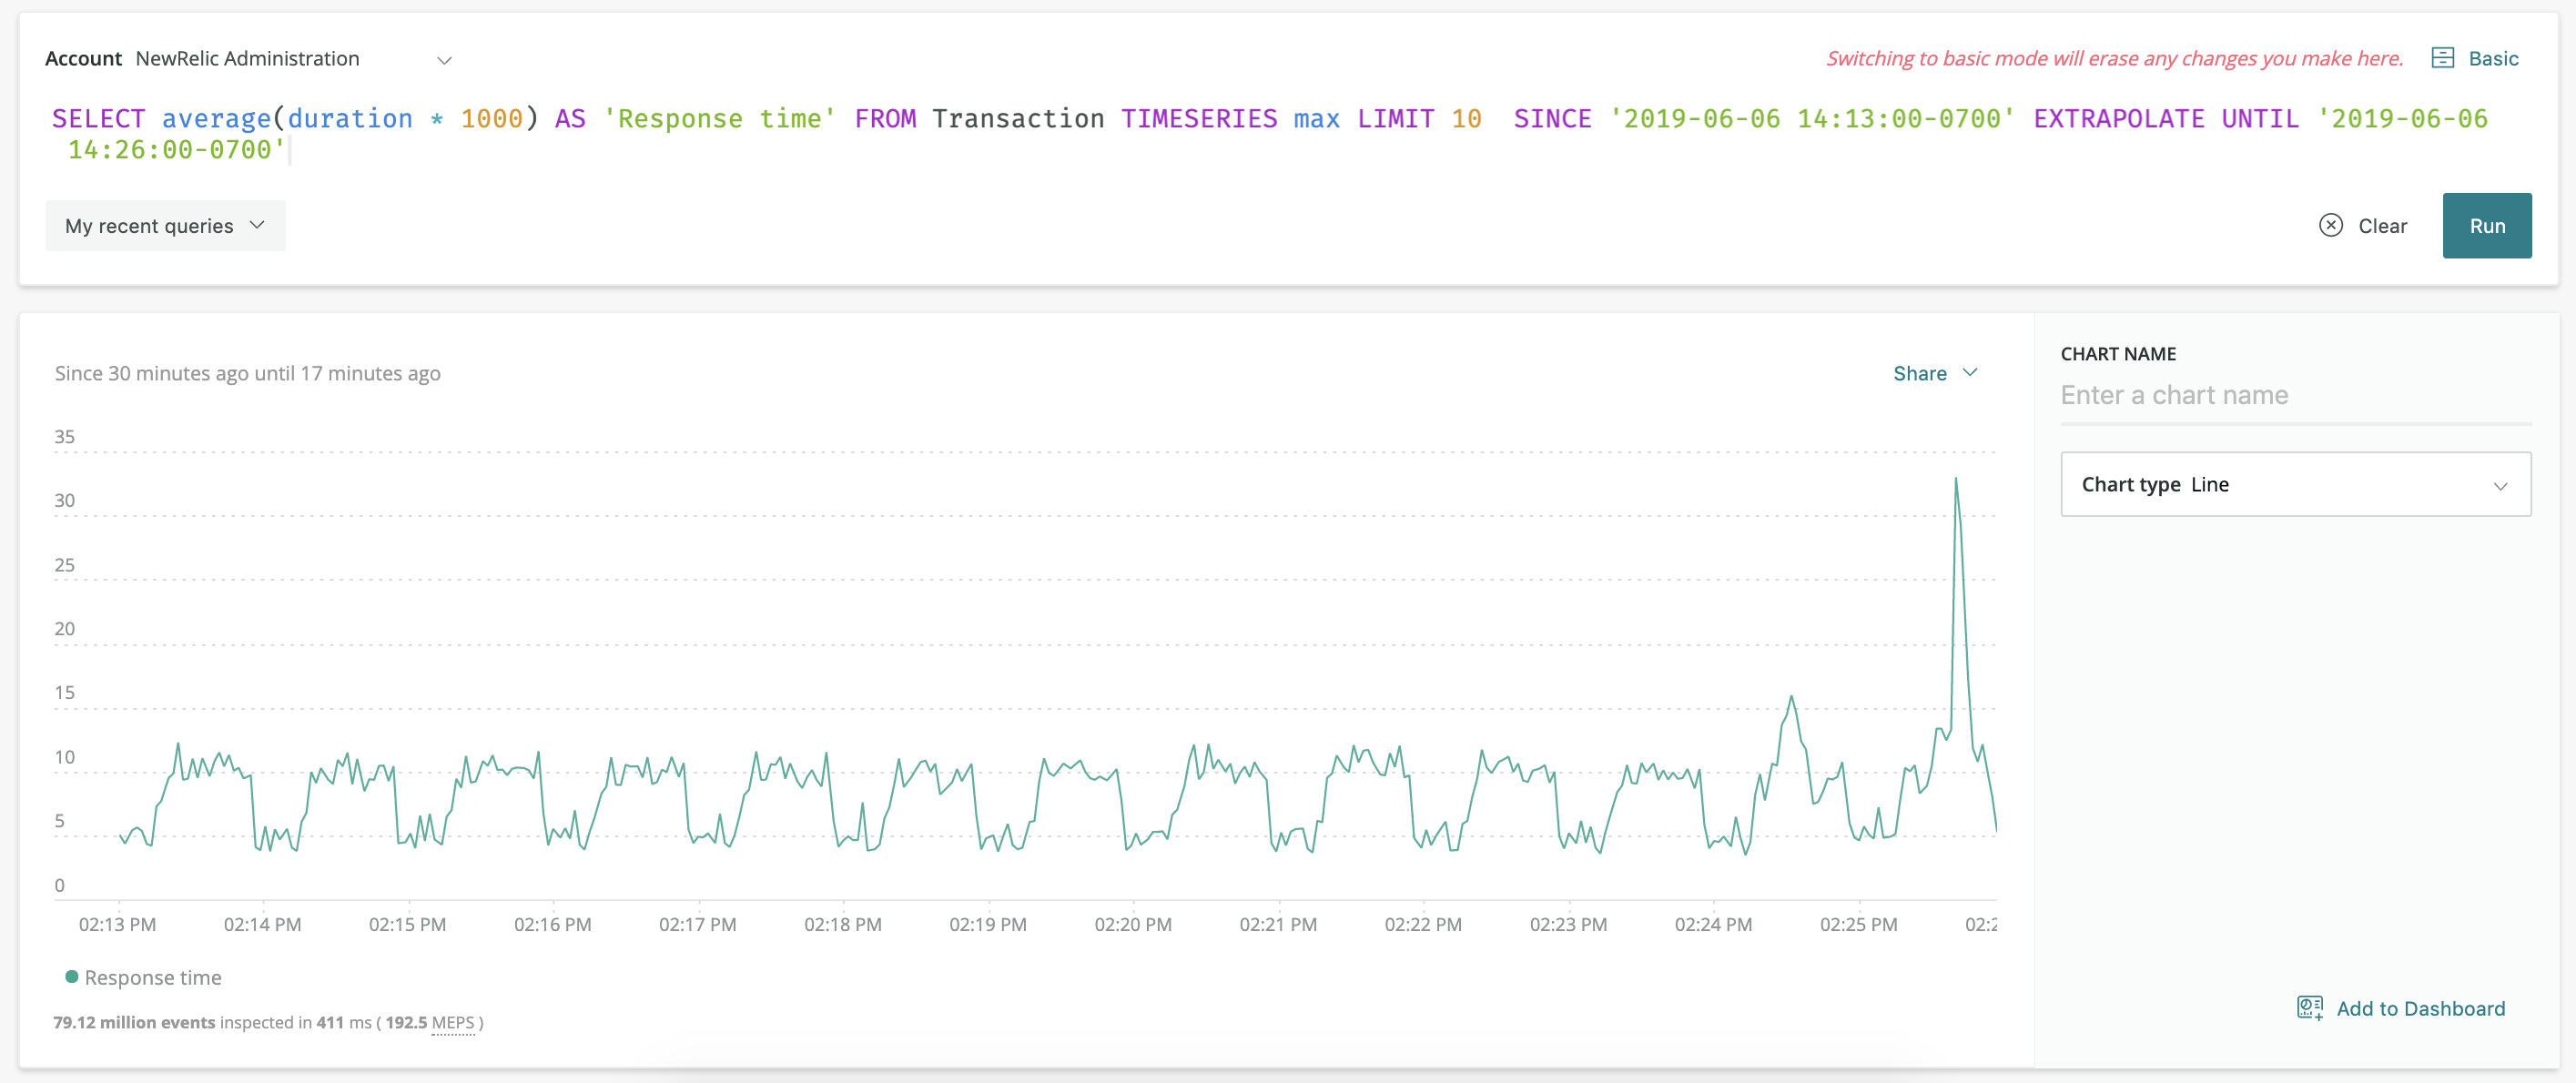 Account NewRelic Administration
Switching to basic mode will erase any changes you make here. Basic
SELECT average(duration * 1000) AS 'Response time' FROM Transaction TIMESERIES max LIMIT 10  SINCE '2019-06-06 14:13:00-0700' EXTRAPOLATE UNTIL '2019-06-06
14:26:00-0700'
My recent queries
Clear
Run
Since 30 minutes ago until 17 minutes ago
Share
35
30
25
20
15
10
5
0
02:13 PM 02:14 PM 02:15 PM 02:16 PM 02:17 PM 02:18 PM 02:19 PM 02:20 PM 02:21 PM 02:22 PM 02:23 PM 02:24 PM 02:25 PM
Response time
79.12 million events inspected in 411 ms ( 192.5 MEPS )
CHART NAME
Enter a chart name
Chart type Line
Add to Dashboard